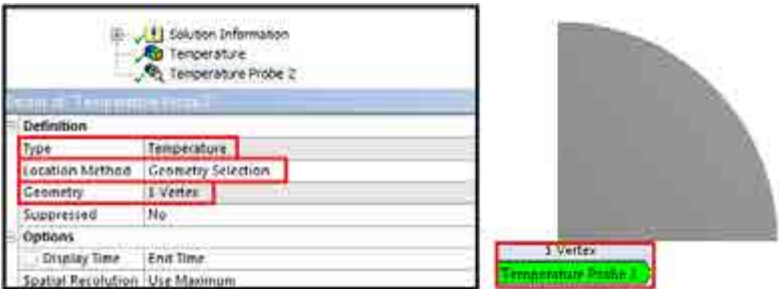 Solution Information
Temperature
Temperature Probe 2
Definition
Type Temperature
Location Method Geometry Selection
Geometry 1 Vertex
Suppressed No
Options
Display Time End Time
Spatial Resolution Use Maximum
1 Vertex
Temperature Probe 2